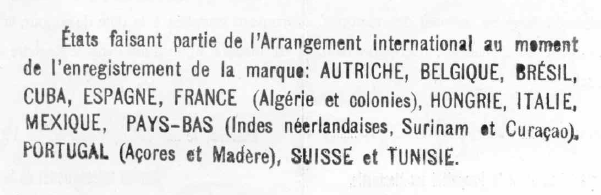 États faisant partie de l'Arrangement international au moment
de l'enregistrement de la marque: AUTRICHE, BELGIQUE, BRÉSIL,
CUBA, ESPAGNE, FRANCE (Algérie et colonies), HONGRIE, ITALIE,
MEXIQUE, PAYS-BAS (Indes néerlandaises, Surinam et Curaçao),
PORTUGAL (Açores et Madère), SUISSE et TUNISIE.